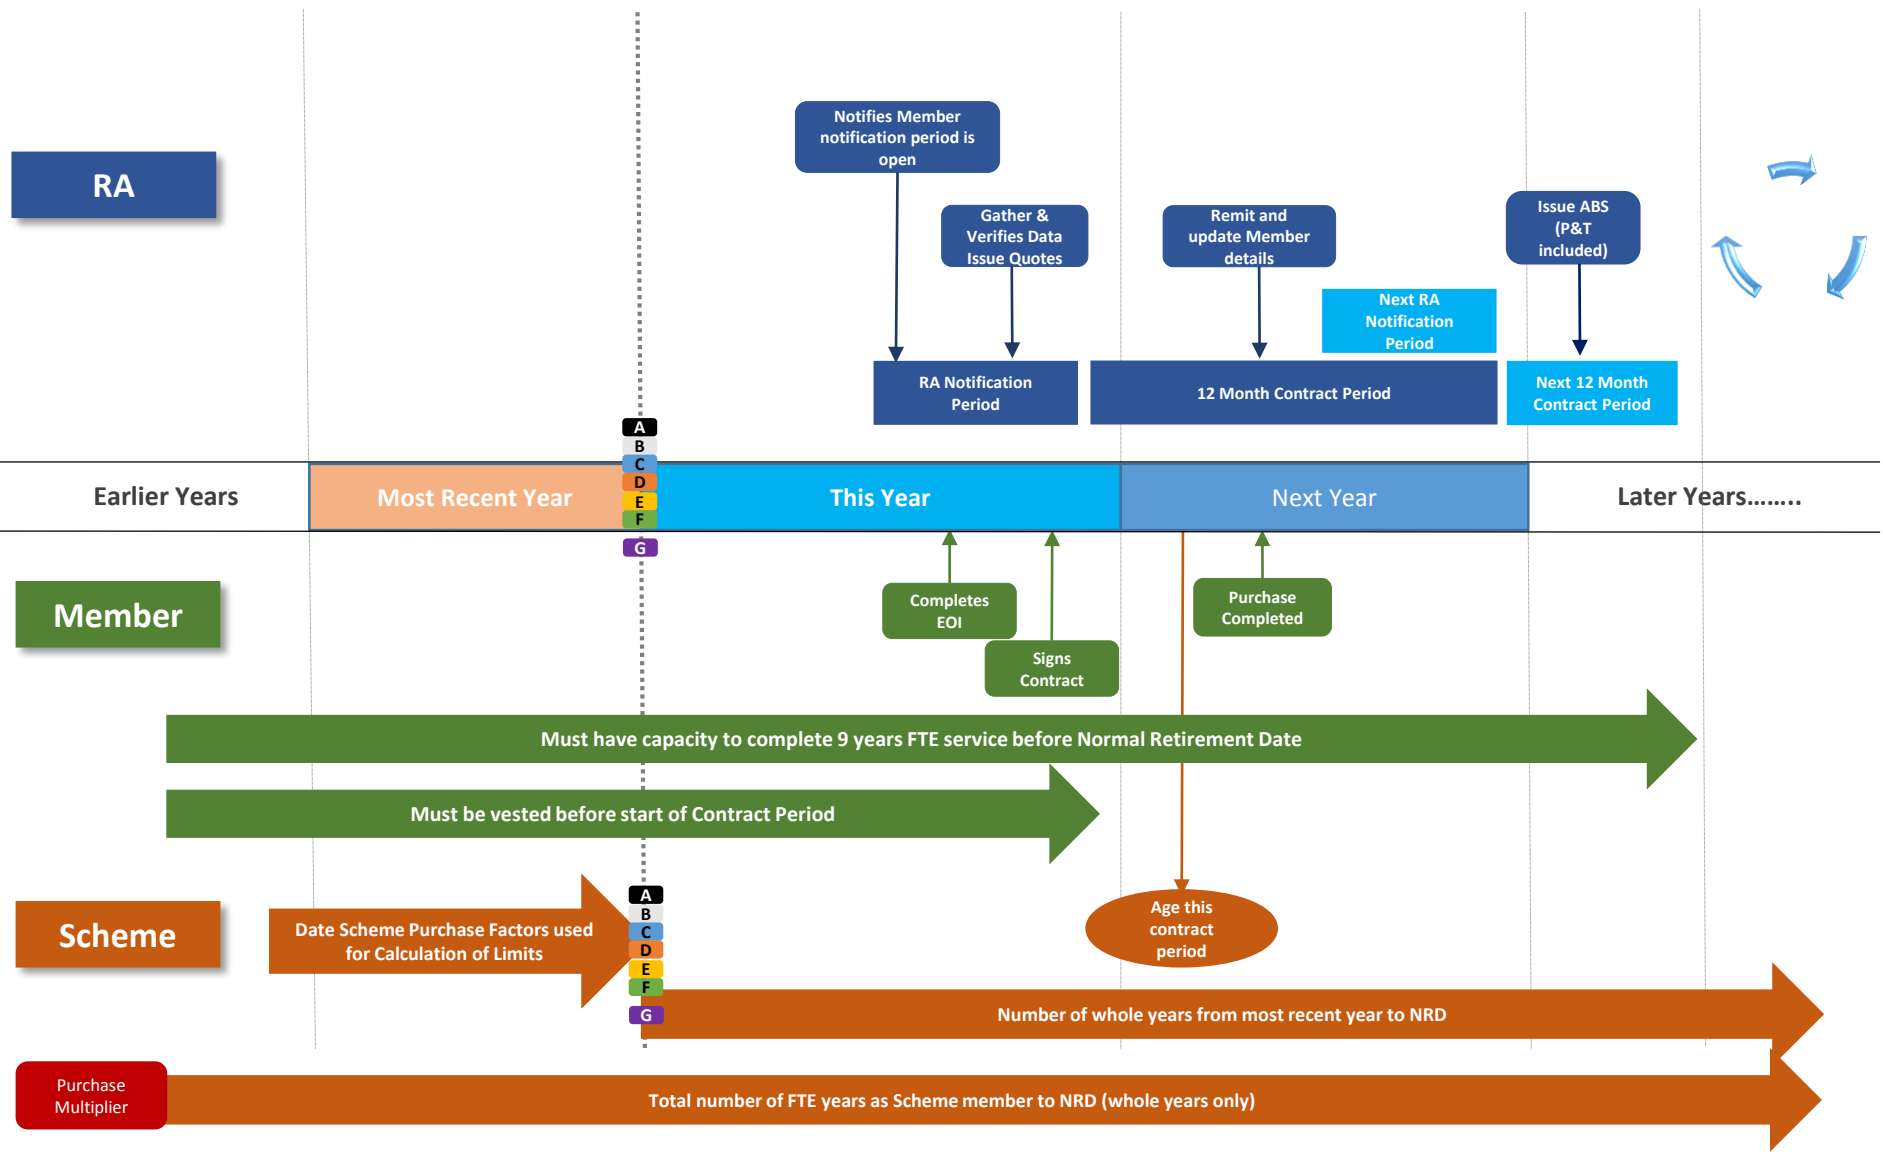 Notifies Member
notification period is
open
RA
Gather &
Verifies Data
Issue Quotes
Remit and
update Member
details
Issue ABS
(P&T
included)
Next RA
Notification
Period
RA Notification
Period
12 Month Contract Period
Next 12 Month
Contract Period
A
B
C
D
E
F
G
Earlier Years
Most Recent Year
This Year
Next Year
Later Years........
Member
Completes
EOI
Signs
Contract
Purchase
Completed
Must have capacity to complete 9 years FTE service before Normal Retirement Date
Must be vested before start of Contract Period
Scheme
Date Scheme Purchase Factors used
for Calculation of Limits
A
B
C
D
E
F
G
Age this
contract
period
Number of whole years from most recent year to NRD
Purchase
Multiplier
Total number of FTE years as Scheme member to NRD (whole years only)